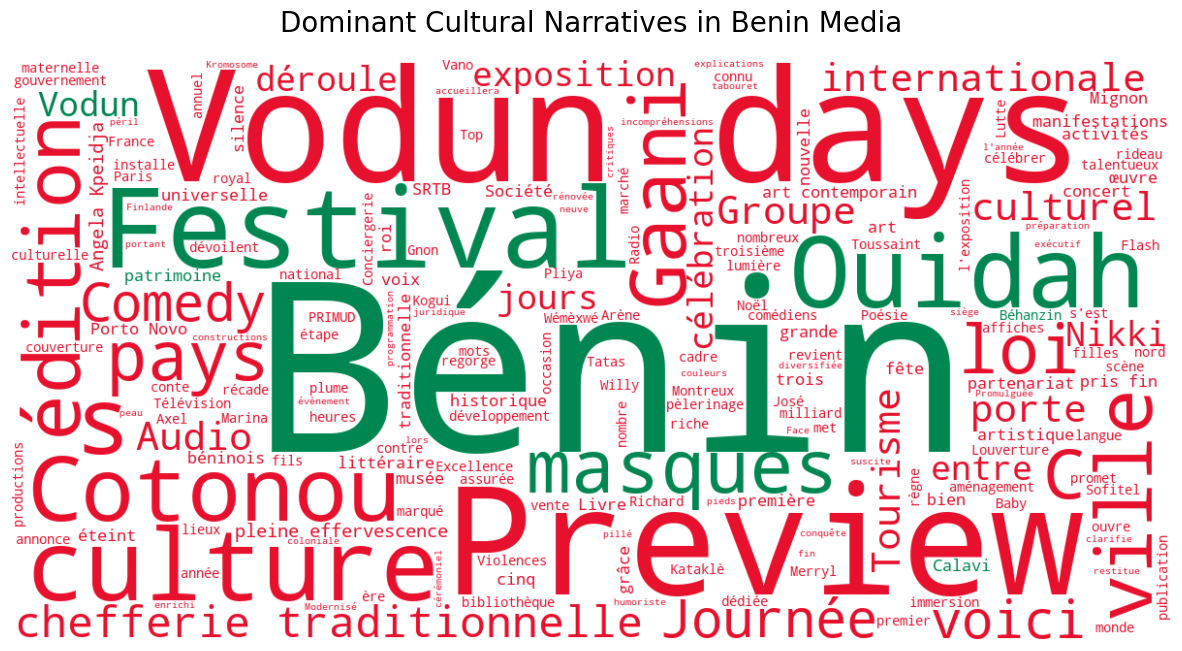 Dominant Cultural Narratives in Benin Media
maternelle
gouvernement
Kromosome
annuel
déroule
Vano
exposition
accueillera
explications
connu
tabouret
internationale
Vodun
Vodun days
silence
Top
incompréhensions
critiques
Gaani
Lutte
Mignon
manifestations
activités
péril
France
intellectuelle
édition
Angela Kpeidja
installe
Paris
royal
universelle
SRTB
Société
rénovée
neuve
marché
célébration
nouvelle
art contemporain
l'année
célébrer
rideau
talentueux
œuvre
concert
culturel
préparation
Finlande
portant
Festival
Conciergerie
roi
Gnon
Radio
Groupe
nombreux
troisième
lumière
art
Toussaint
Ouidah
l'exposition
exécutif
Flash
culturelle
dévoilent
patrimoine
national
voix
Pliya
jours
Kogui
juridique
Wémèxwé
Arène
Noël
comédiens
Poésie
siège
Béhanzin
s'est
affiches
Nikki
Comedy
Porto Novo
couverture
constructions
PRIMUD
étape
Bénin
programmation
traditionnelle
mots
regorge
occasion
Tatas
cadre
couleurs
grande
revient
diversifiée
trois
fête
loi
filles
nord
scène
pays
conte
récade
plume
évènement
heures
historique
développement
Willy
nombre
Montreux
pèlerinage
riche
José
milliard
Face
met
partenariat
pris fin
Promulguée
porte
s
peau
Télévision
Axel
Marina
Audio
béninois
fils
lors
contre
littéraire
musée
Excellence
assurée
masques
Tourisme
suscite
règne
entre
artistique
langue
Louverture
C
promet
Sofitel
aménagement
bien
Baby
ville
productions
Cotonou
marqué
vente
Livre
Richard
pieds
première
annonce
éteint
lieux
pleine effervescence
coloniale
Preview
pillé
conquête
fin
ouvre
clarifie
restitue
publication
culture
année
cérémoniel
Violences
cinq
grâce
Kataklè
Merryl
Calavi
ère
bibliothèque
humoriste
dédiée
immersion
enrichi
Modernisé
chefferie traditionnelle
Journée
premier
voici
monde